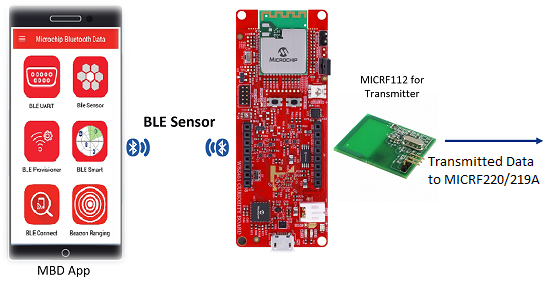 Microchip Bluetooth Data
BLE UART
BLE Sensor
BLE Provisioner
BLE Smart
BLE Connect
Beacon Ranging
MBD App
BLE Sensor
MICROCHIP
MICRF112 for
Transmitter
Transmitted Data
to MICRF220/219A